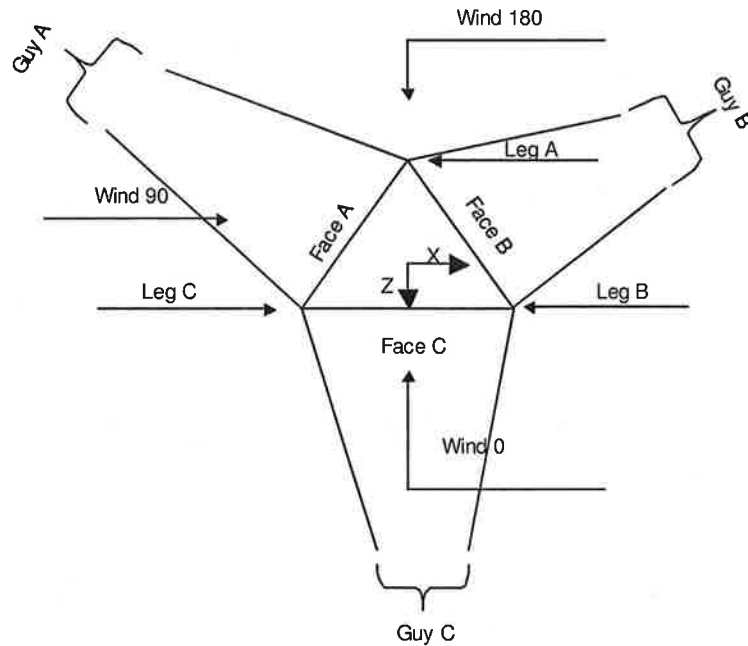 Wind 180
Guy A
Guy B
Leg A
Wind 90
Face A
Face B
X
Z
Leg C
Leg B
Face C
Wind 0
Guy C